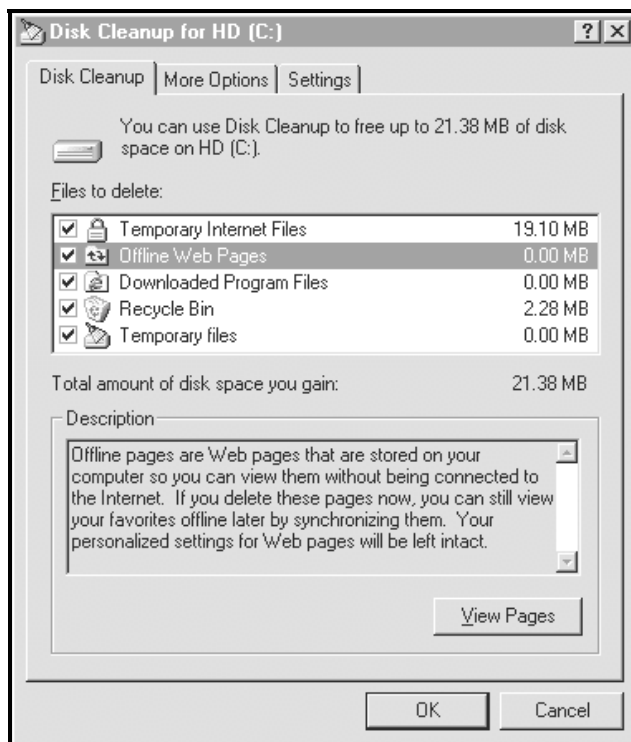 Disk Cleanup for HD (C:)
Disk Cleanup More Options Settings
You can use Disk Cleanup to free up to 21.38 MB of disk
space on HD (C:).
Files to delete:
Temporary Internet Files 19.10 MB
Offline Web Pages 0.00 MB
Downloaded Program Files 0.00 MB
Recycle Bin 2.28 MB
Temporary files 0.00 MB
Total amount of disk space you gain: 21.38 MB
Description
Offline pages are Web pages that are stored on your
computer so you can view them without being connected to
the Internet. If you delete these pages now, you can still view
your favorites offline later by synchronizing them. Your
personalized settings for Web pages will be left intact.
View Pages
OK Cancel